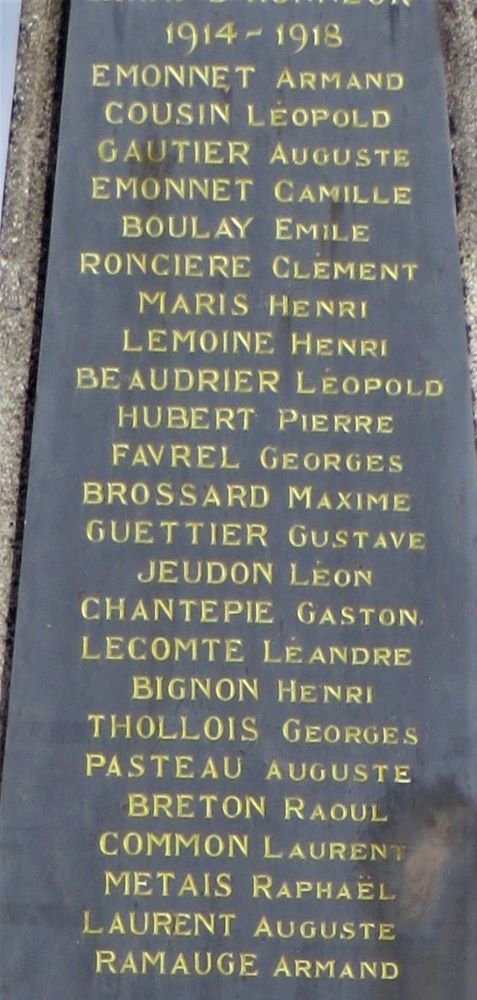 D'HONNEUR
1914-1918
EMONNET ARMAND
COUSIN LÉOPOLD
GAUTIER AUGUSTE
EMONNET CAMILLE
BOULAY EMILE
RONCIERE CLÉMENT
MARIS HENRI
LEMOINE HENRI
BEAUDRIER LÉOPOLD
HUBERT PIERRE
FAVREL GEORGES
BROSSARD MAXIME
GUETTIER GUSTAVE
JEUDON LÉON
CHANTEPIE GASTON
LECOMTE LÉANDRE
BIGNON HENRI
THOLLOIS GEORGES
PASTEAU AUGUSTE
BRETON RAOUL
COMMON LAURENT
METAIS RAPHAËL
LAURENT AUGUSTE
RAMAUGE ARMAND